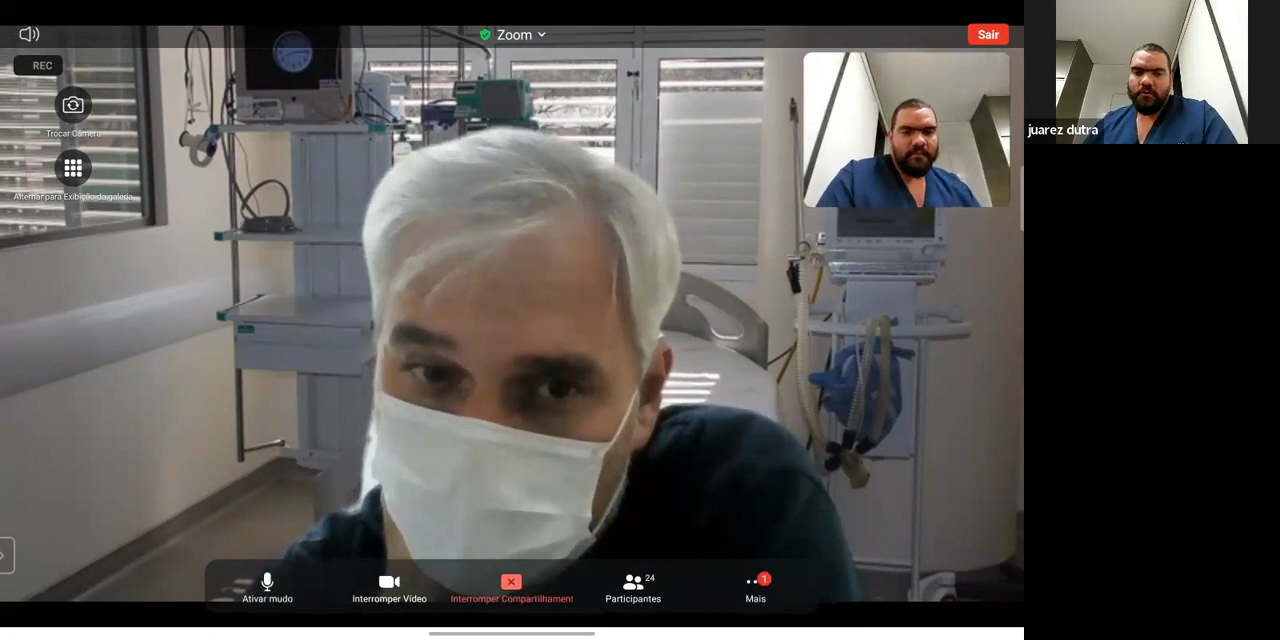 Zoom
Sair
REC
Trocar Câmera
Alternar para Exibição da galeria
juarez dutra
Ativar mudo
Interromper Vídeo
Interromper Compartilhament
24
Participantes
1
Mais